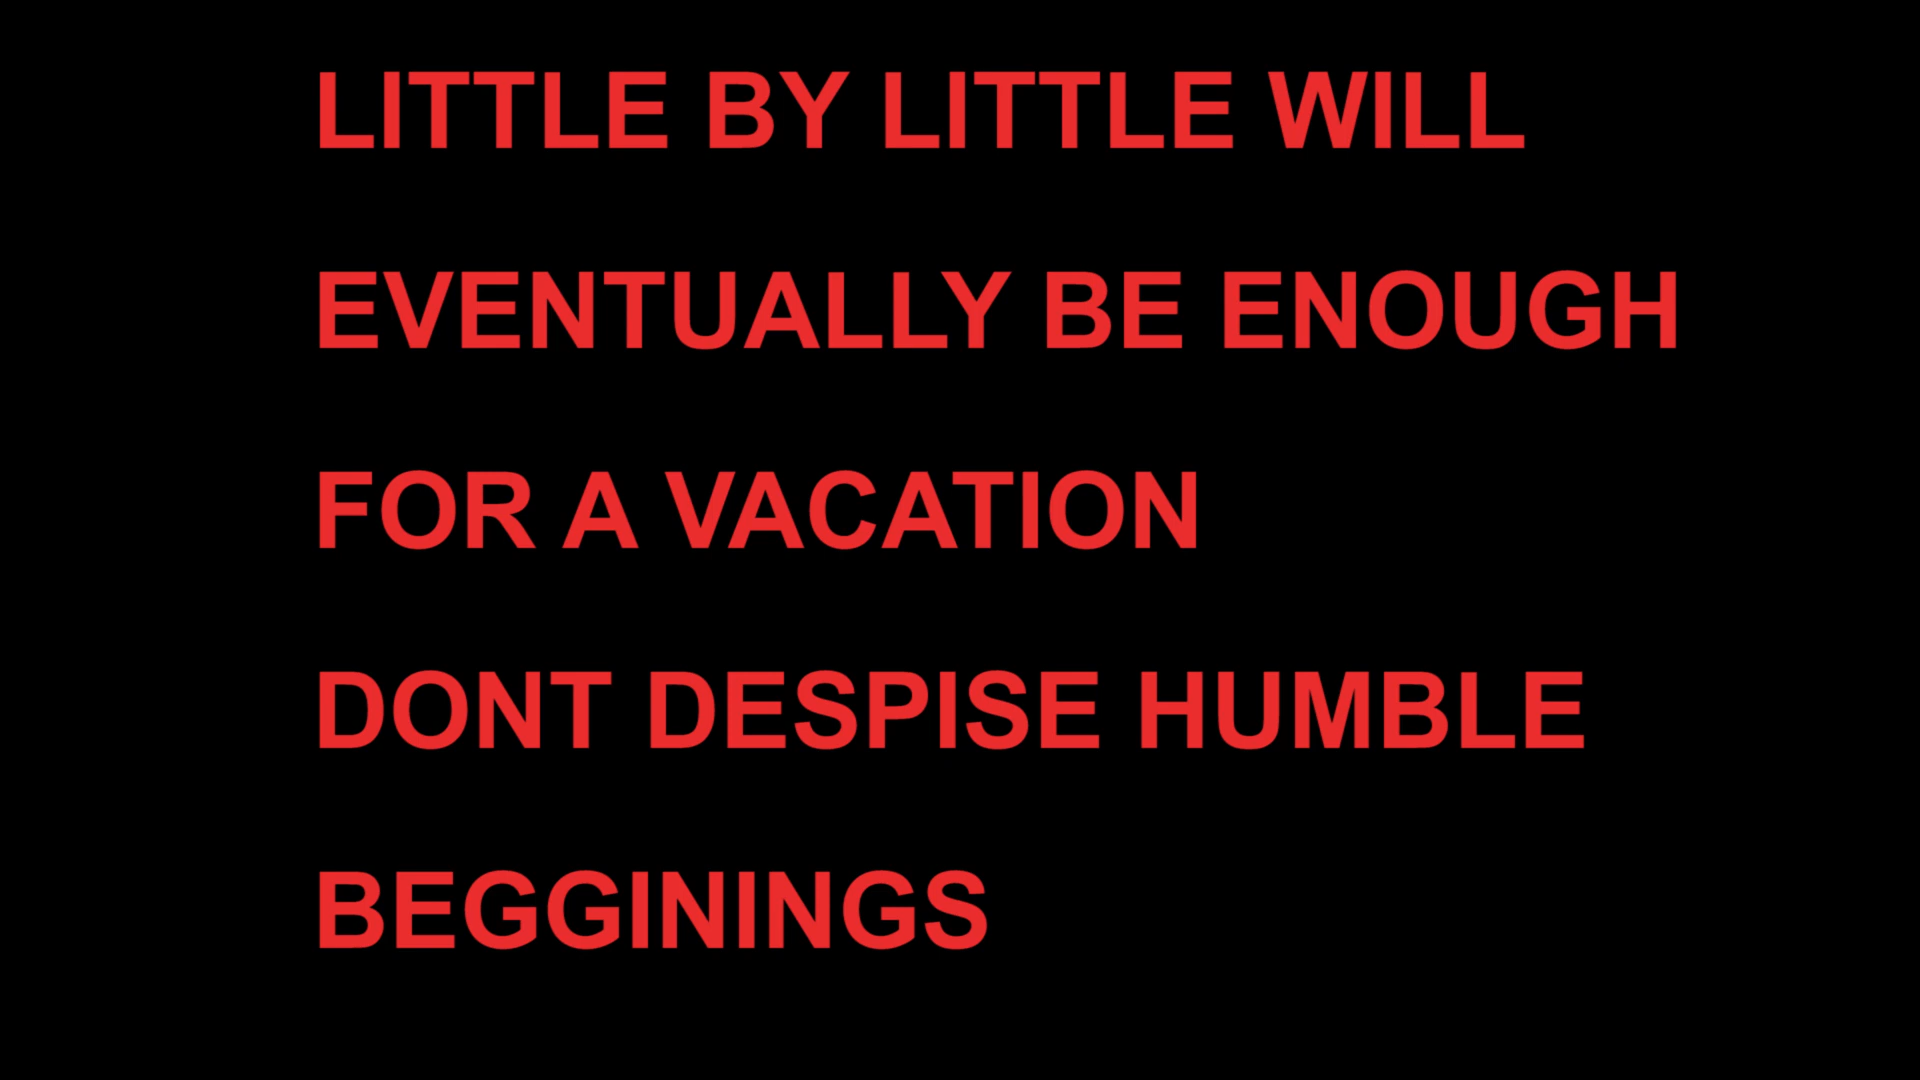 LITTLE BY LITTLE WILL
EVENTUALLY BE ENOUGH
FOR A VACATION
DONT DESPISE HUMBLE
BEGGININGS